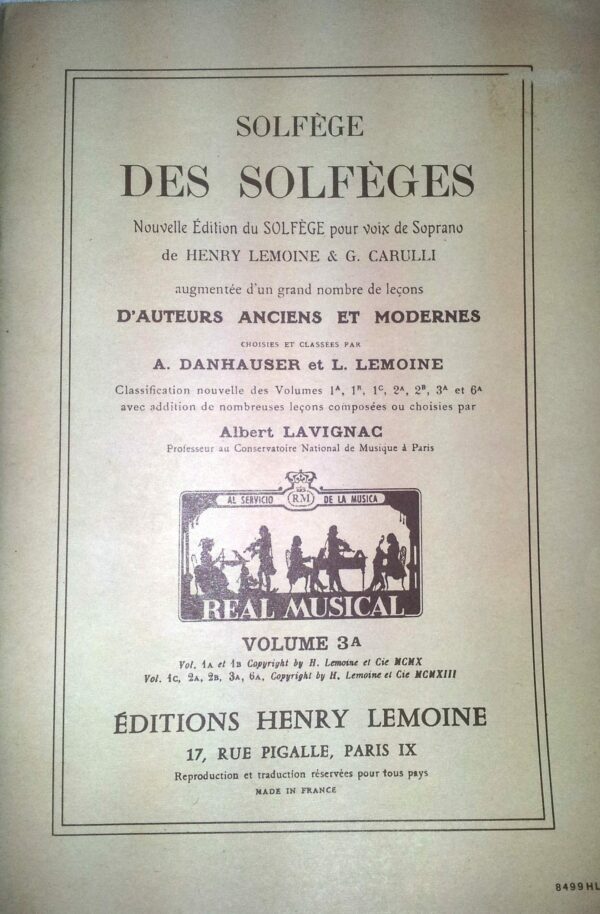 SOLFÈGE
DES SOLFÈGES
Nouvelle Édition du SOLFÈGE pour voix de Soprano
de HENRY LEMOINE & G. CARULLI
augmentée d'un grand nombre de leçons
D'AUTEURS ANCIENS ET MODERNES
CHOISIES ET CLASSÉES PAR
A. DANHAUSER et L. LEMOINE
Classification nouvelle des Volumes 1A, 1B, 1C, 2A, 2B, 3A et 6A
avec addition de nombreuses leçons composées ou choisies par
Albert LAVIGNAC
Professeur au Conservatoire National de Musique à Paris
AL SERVICIO R.M. DE LA MUSICA
REAL MUSICAL
VOLUME 3A
Vol. 1A et 1B Copyright by H. Lemoine et Cie MCMX
Vol. 1C, 2A, 2B, 3A, 6A, Copyright by H. Lemoine et Cie MCMXIII
ÉDITIONS HENRY LEMOINE
17, RUE PIGALLE, PARIS IX
Reproduction et traduction réservées pour tous pays
MADE IN FRANCE
8499HL